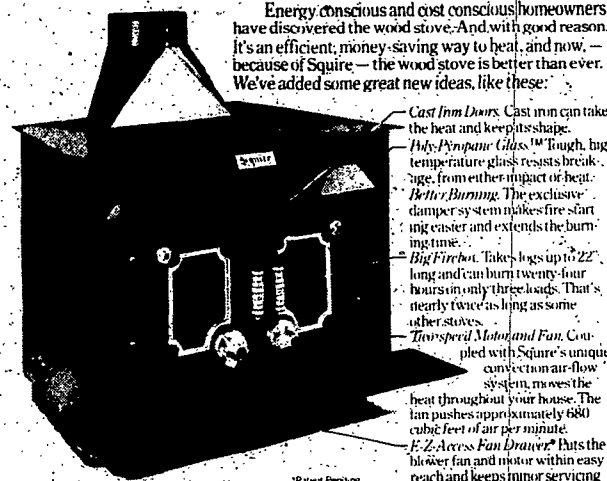 Energy conscious and cost conscious homeowners
have discovered the wood stove. And with good reason.
It's an efficient, money-saving way to heat, and now, —
because of Squire — the wood stove is better than ever.
We've added some great new ideas, like these:
Cast Iron Doors. Cast iron can take
the heat and keep its shape.
Poly-Pyropane Glass.™ Tough, high
temperature glass resists break-
age, from either impact or heat.
Better Burning. The exclusive
damper system makes fire start
ing easier and extends the burn-
ing time.
Big Firebox. Takes logs up to 22"
long and can burn twenty-four
hours on only three loads. That's
nearly twice as long as some
other stoves.
Two-speed Motor and Fan. Cou-
pled with Squire's unique
convection air-flow
system, moves the
heat throughout your house. The
fan pushes approximately 680
cubic feet of air per minute.
E-Z-Access Fan Drawer.* Puts the
blower fan and motor within easy
reach and keeps minor servicing
*Patent Pending
Squire